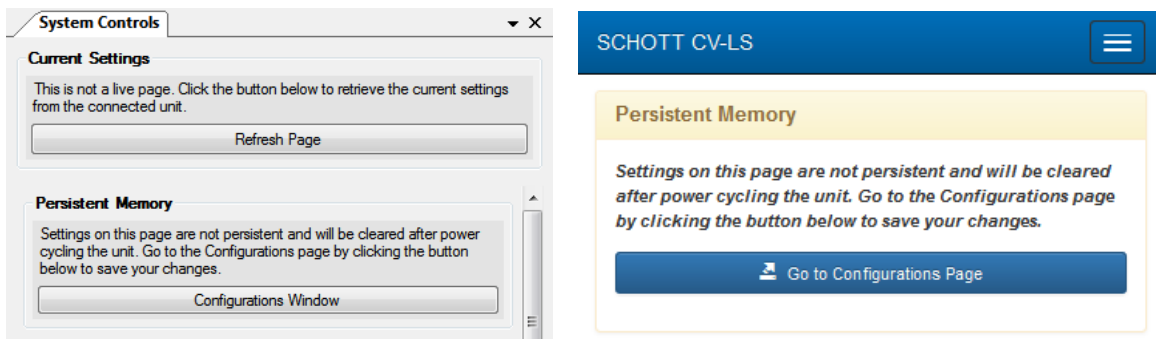 System Controls
Current Settings
This is not a live page. Click the button below to retrieve the current settings
from the connected unit.
Refresh Page
Persistent Memory
Settings on this page are not persistent and will be cleared after power
cycling the unit. Go to the Configurations page by clicking the button
below to save your changes.
Configurations Window
SCHOTT CV-LS
Persistent Memory
Settings on this page are not persistent and will be cleared
after power cycling the unit. Go to the Configurations page
by clicking the button below to save your changes.
Go to Configurations Page